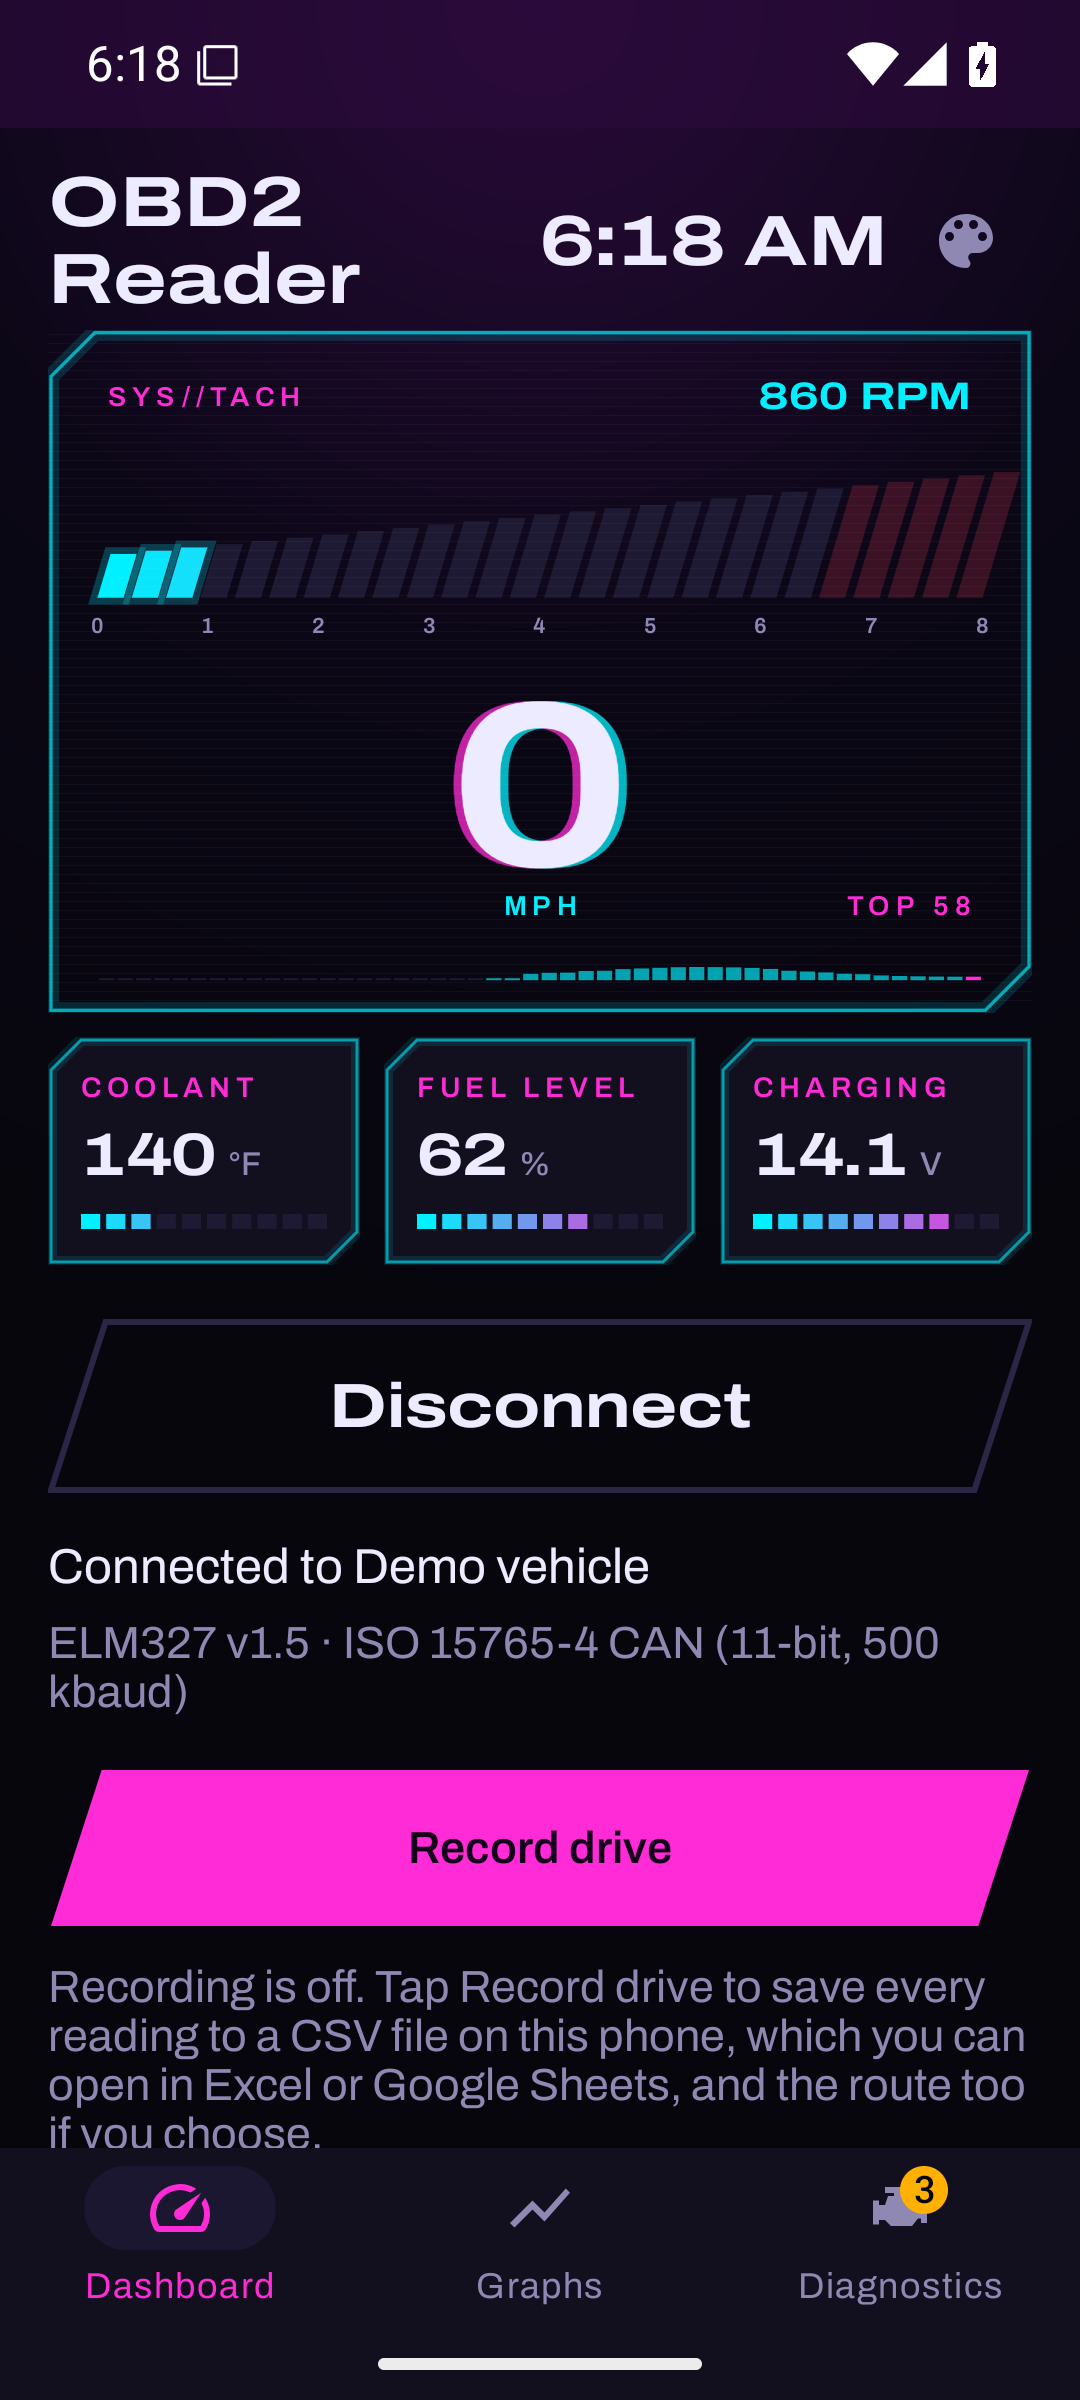 6:18
OBD2
Reader
6:18 AM
SYS//TACH
860 RPM
0 1 2 3 4 5 6 7 8
0
MPH
TOP 58
COOLANT
140 °F
FUEL LEVEL
62 %
CHARGING
14.1 V
Disconnect
Connected to Demo vehicle
ELM327 v1.5 · ISO 15765-4 CAN (11-bit, 500
kbaud)
Record drive
Recording is off. Tap Record drive to save every
reading to a CSV file on this phone, which you can
open in Excel or Google Sheets, and the route too
if you choose.
3
Dashboard
Graphs
Diagnostics